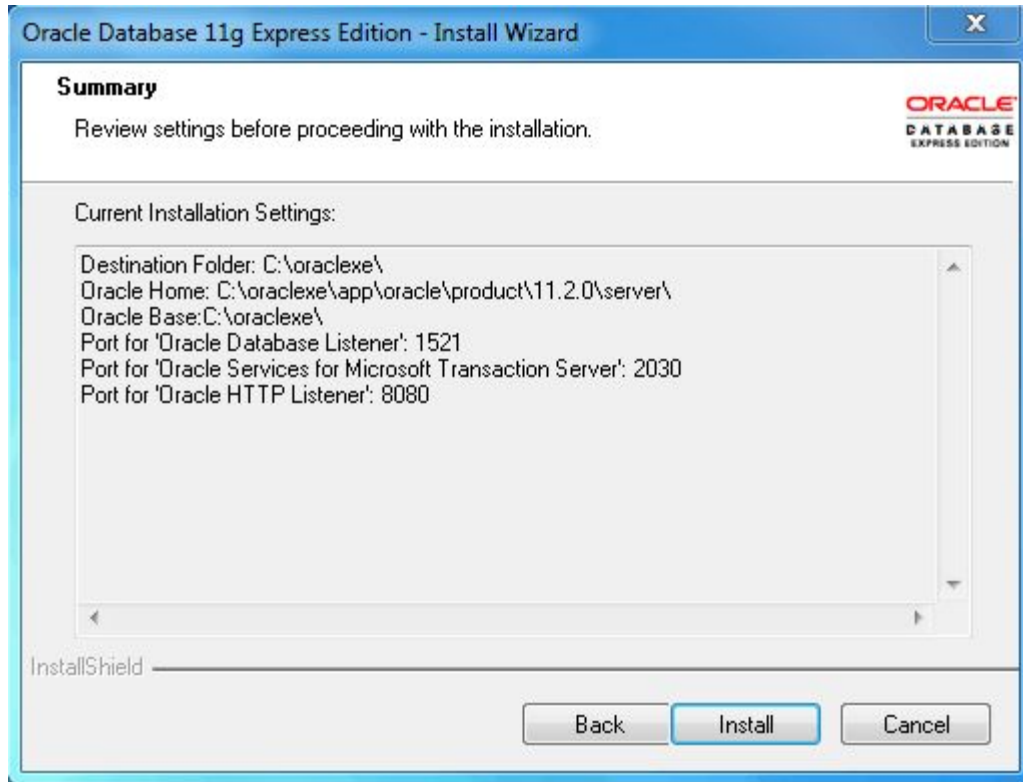 Oracle Database 11g Express Edition - Install Wizard
Summary
Review settings before proceeding with the installation.
ORACLE
DATABASE
EXPRESS EDITION
Current Installation Settings:
Destination Folder: C:\oraclexe\
Oracle Home: C:\oraclexe\app\oracle\product\11.2.0\server\
Oracle Base:C:\oraclexe\
Port for 'Oracle Database Listener': 1521
Port for 'Oracle Services for Microsoft Transaction Server': 2030
Port for 'Oracle HTTP Listener': 8080
InstallShield
Back Install Cancel